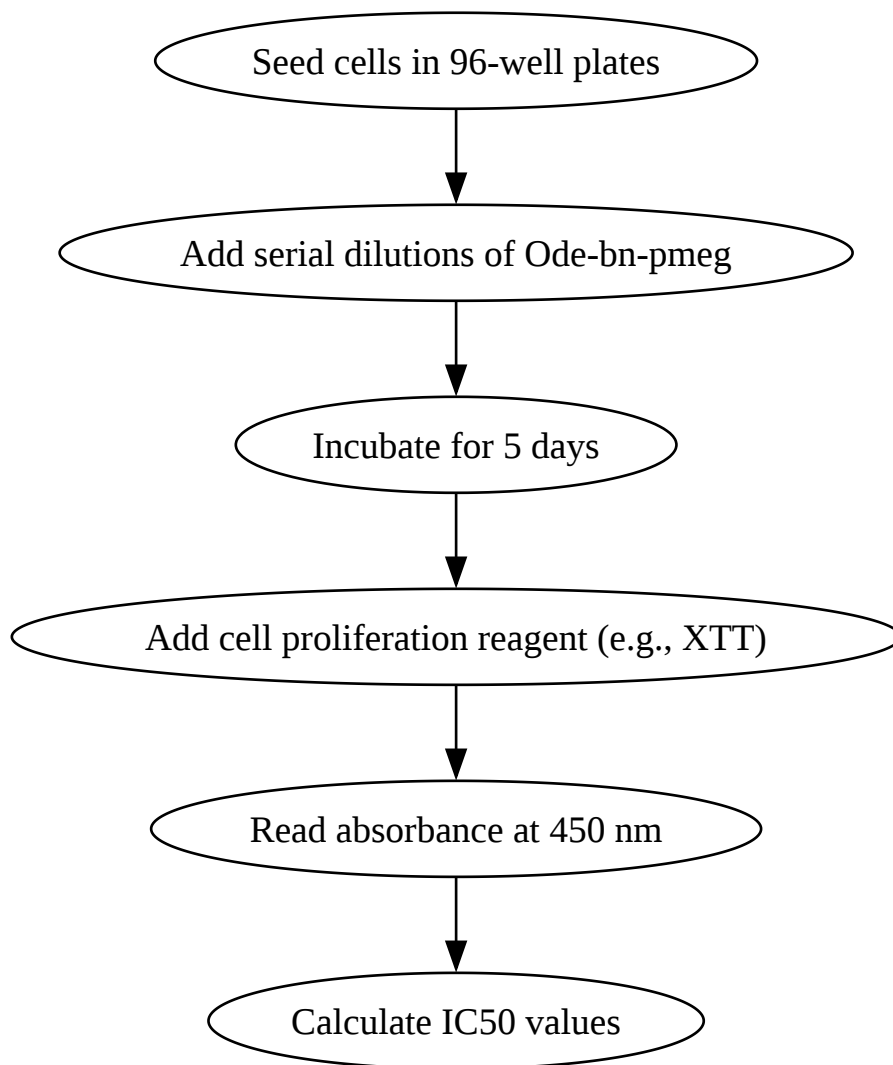 Seed cells in 96-well plates
Add serial dilutions of Ode-bn-pmeg
Incubate for 5 days
Add cell proliferation reagent (e.g., XTT)
Read absorbance at 450 nm
Calculate IC50 values